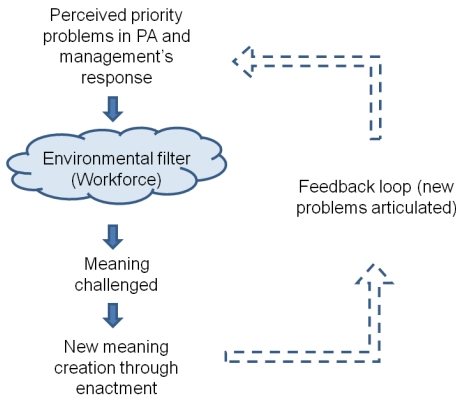 Perceived priority
problems in PA and
management's
response
Environmental filter
(Workforce)
Feedback loop (new
problems articulated)
Meaning
challenged
New meaning
creation through
enactment